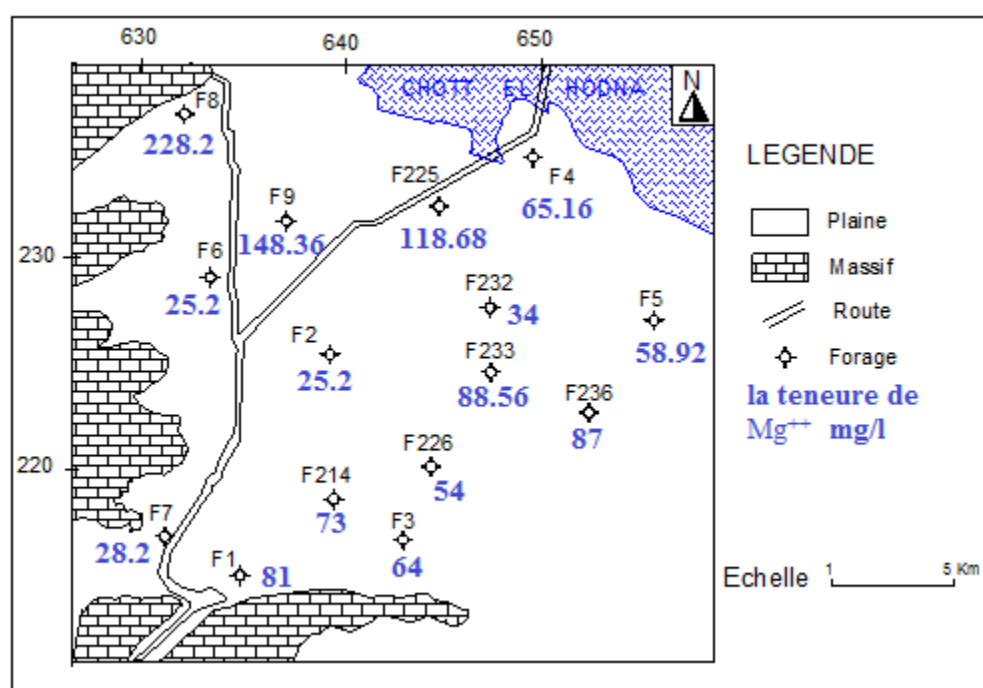 630
640
650
CHOTT EL HODNA
N
F8
228.2
F225
F4
65.16
F9
148.36
118.68
230
F6
25.2
F232
34
F5
58.92
F2
25.2
F233
88.56
F236
87
220
F226
54
F214
73
F7
28.2
F3
64
F1
81
LEGENDE
Plaine
Massif
Route
Forage
la teneure de
Mg⁺⁺ mg/l
Echelle 1 5 Km